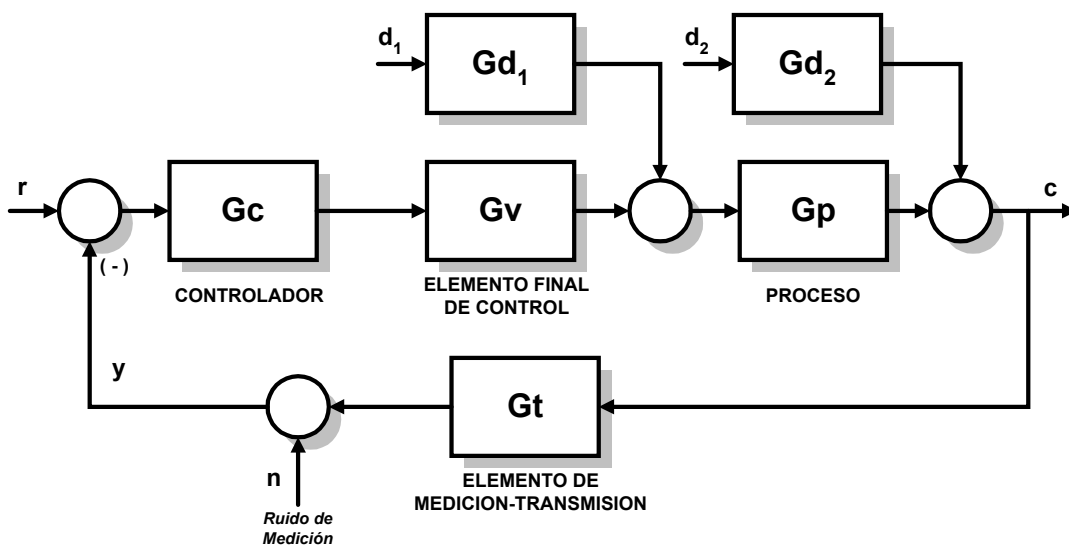 d1
Gd1
d2
Gd2
r
Gc
Gv
Gp
c
( - )
CONTROLADOR
ELEMENTO FINAL
DE CONTROL
PROCESO
y
Gt
n
ELEMENTO DE
MEDICION-TRANSMISION
Ruido de
Medición